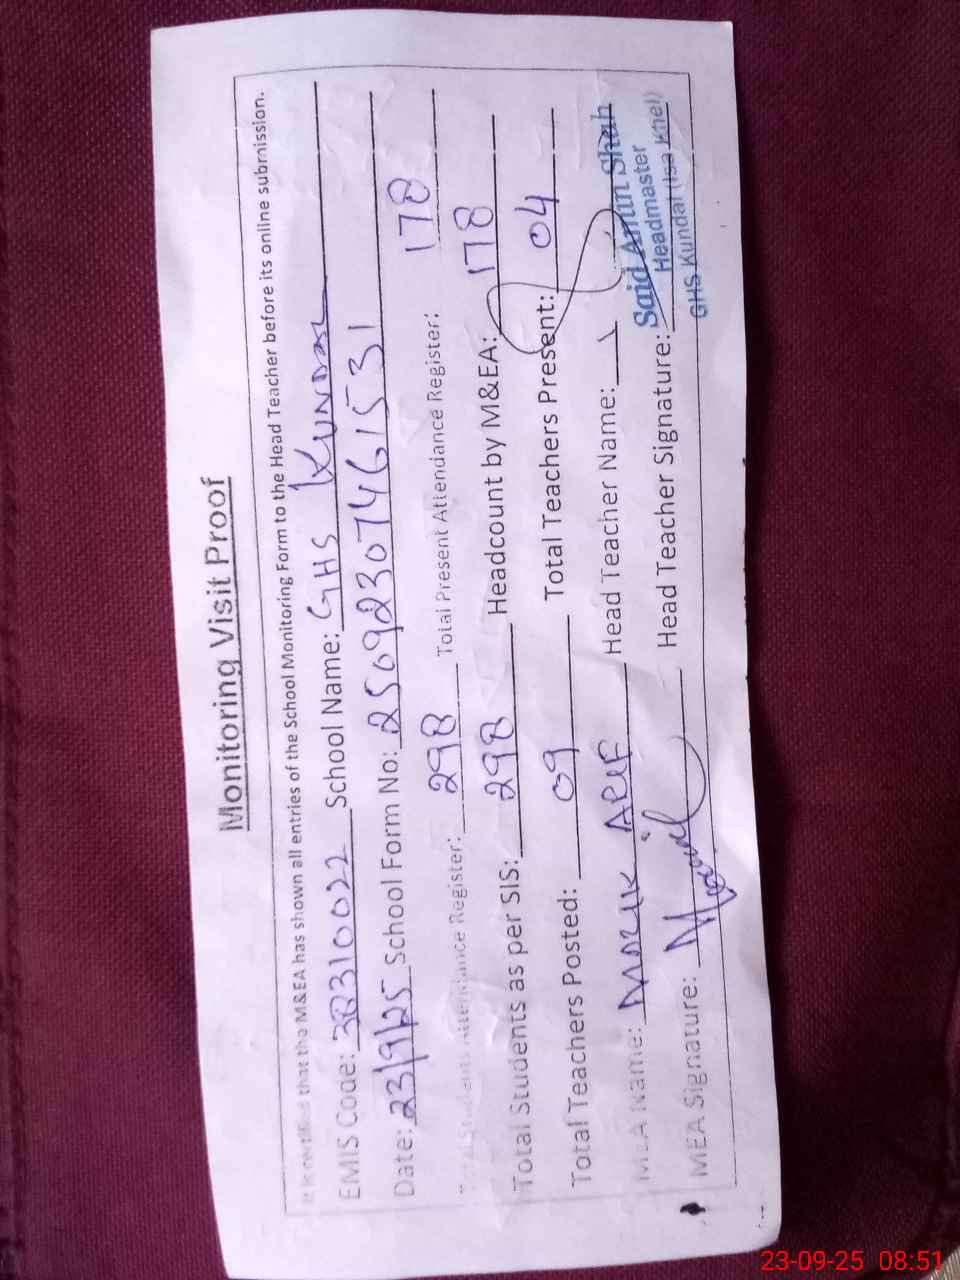 Monitoring Visit Proof
It is certified that the M&EA has shown all entries of the School Monitoring Form to the Head Teacher before its online submission.
EMIS Code: 38310022 School Name: GHS KUNDAL
Date: 23/9/25 School Form No: 25092307461531
Total Students Attendance Register: 298 Total Present Attendance Register: 178
Total Students as per SIS: 298 Headcount by M&EA: 178
Total Teachers Posted: 09 Total Teachers Present: 04
MEA Name: MALIK ARIF Head Teacher Name:
MEA Signature: Head Teacher Signature:
Said Amin Shah
Headmaster
GHS Kundal (Isa Khel)
23-09-25 08:51